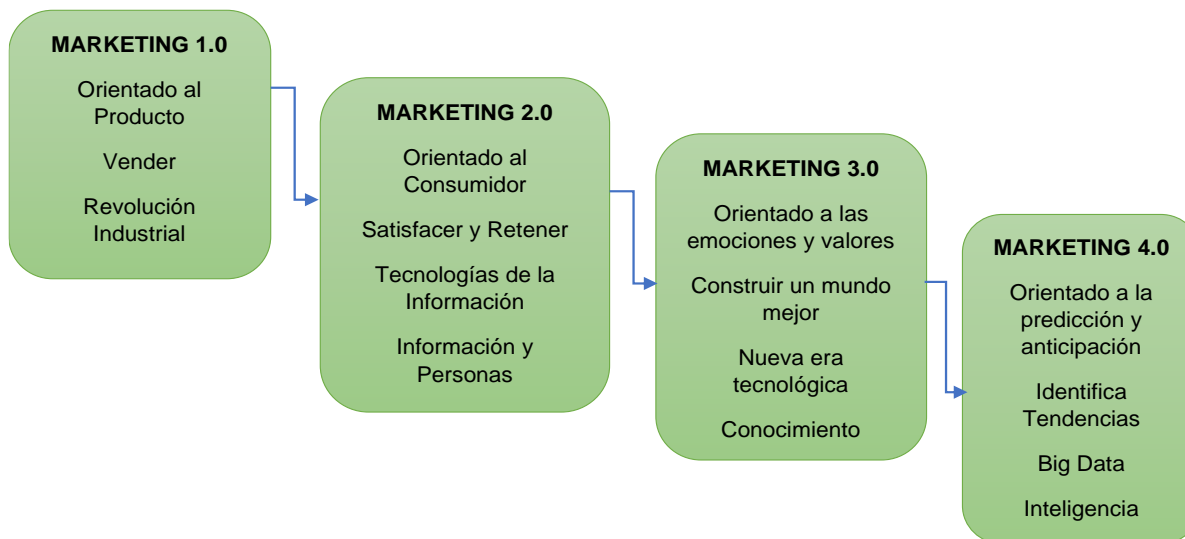 MARKETING 1.0
Orientado al
Producto
Vender
Revolución
Industrial
MARKETING 2.0
Orientado al
Consumidor
Satisfacer y Retener
Tecnologías de la
Información
Información y
Personas
MARKETING 3.0
Orientado a las
emociones y valores
Construir un mundo
mejor
Nueva era
tecnológica
Conocimiento
MARKETING 4.0
Orientado a la
predicción y
anticipación
Identifica
Tendencias
Big Data
Inteligencia